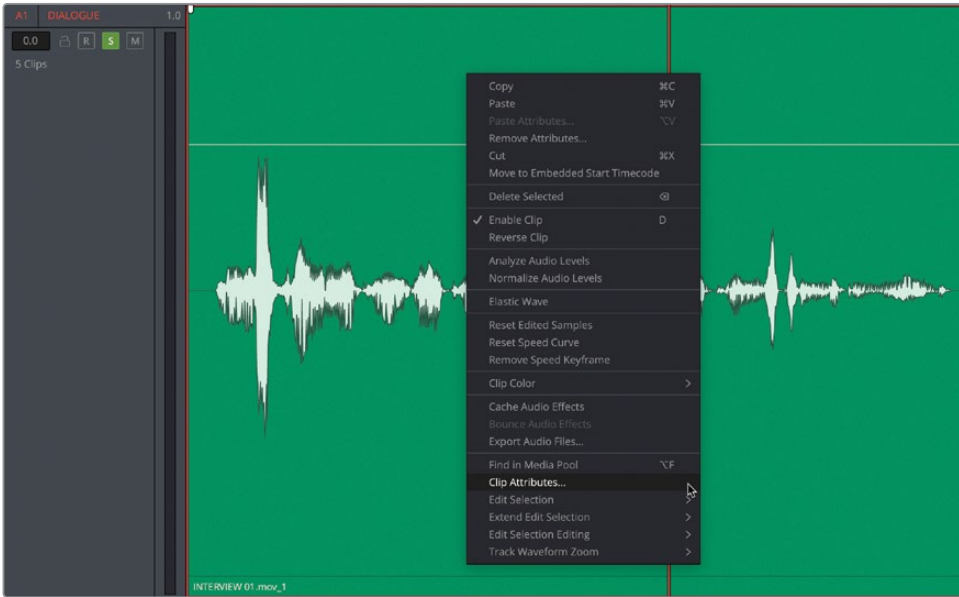 A1 DIALOGUE 1.0
0.0 R S M
5 Clips
Copy ⌘C
Paste ⌘V
Paste Attributes... ⌥V
Remove Attributes...
Cut ⌘X
Move to Embedded Start Timecode
Delete Selected ⌫
✓ Enable Clip D
Reverse Clip
Analyze Audio Levels
Normalize Audio Levels
Elastic Wave
Reset Edited Samples
Reset Speed Curve
Remove Speed Keyframe
Clip Color >
Cache Audio Effects
Bounce Audio Effects
Export Audio Files...
Find in Media Pool ⌥F
Clip Attributes...
Edit Selection >
Extend Edit Selection >
Edit Selection Editing >
Track Waveform Zoom >
INTERVIEW 01.mov_1